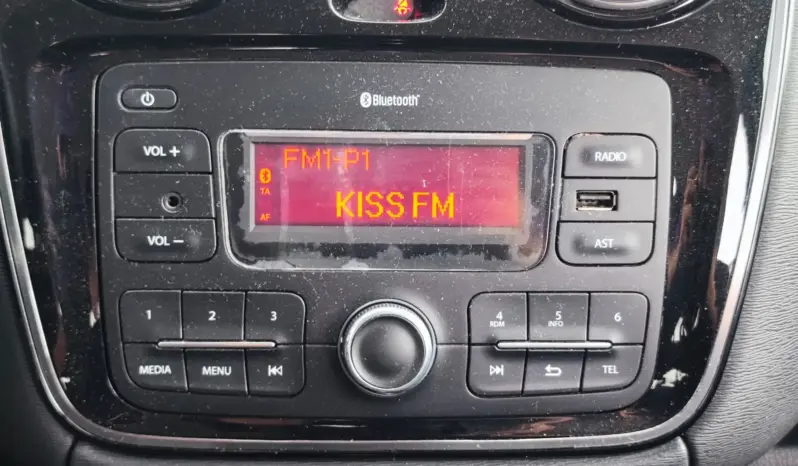 Bluetooth
VOL +
FM1-P1
RADIO
TA
KISS FM
AF
VOL –
AST
1
2
3
4
RDM
5
INFO
6
MEDIA
MENU
TEL